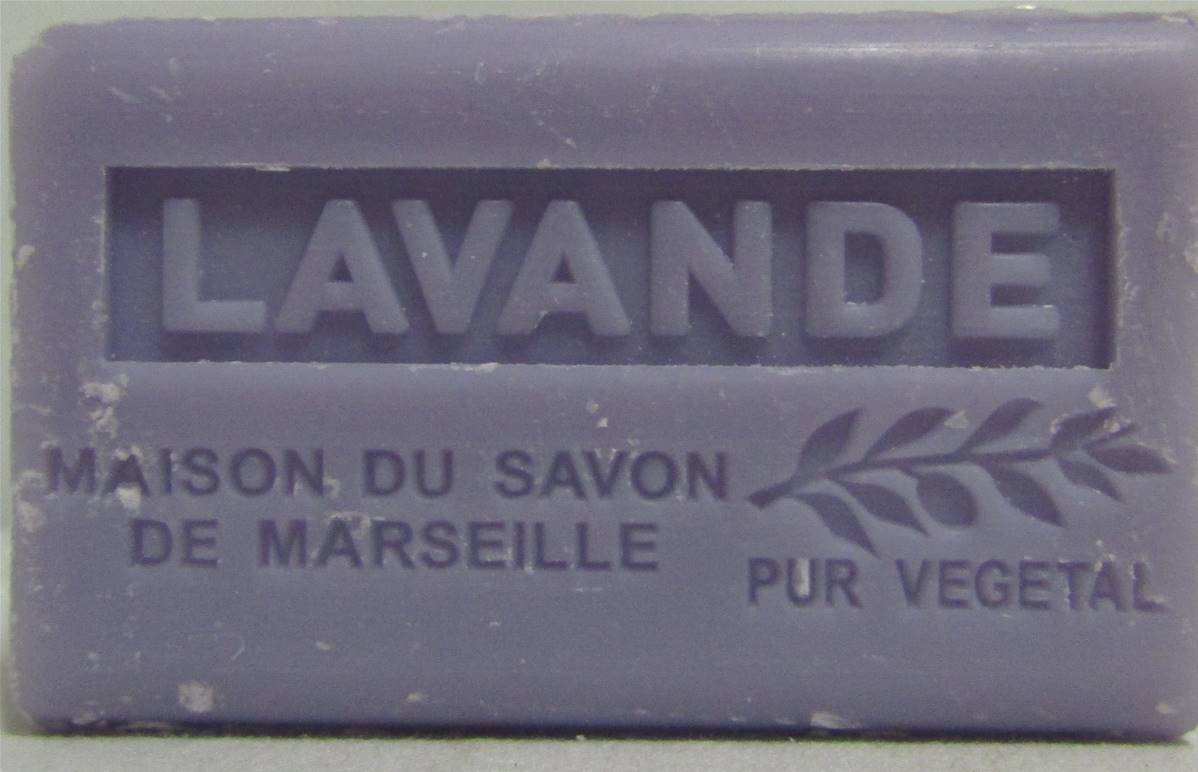 LAVANDE
MAISON DU SAVON
DE MARSEILLE
PUR VEGETAL